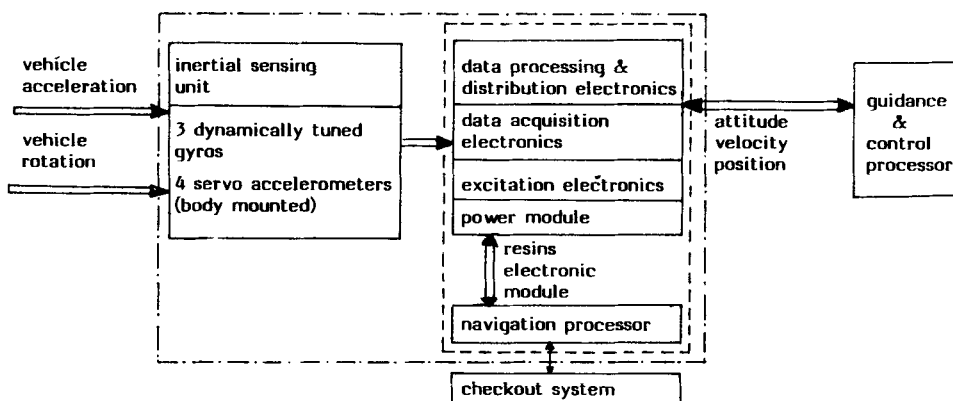 vehicle
acceleration
vehicle
rotation
inertial sensing
unit
3 dynamically tuned
gyros
4 servo accelerometers
(body mounted)
data processing &
distribution electronics
data acquisition
electronics
excitation electronics
power module
resins
electronic
module
navigation processor
checkout system
attitude
velocity
position
guidance
&
control
processor